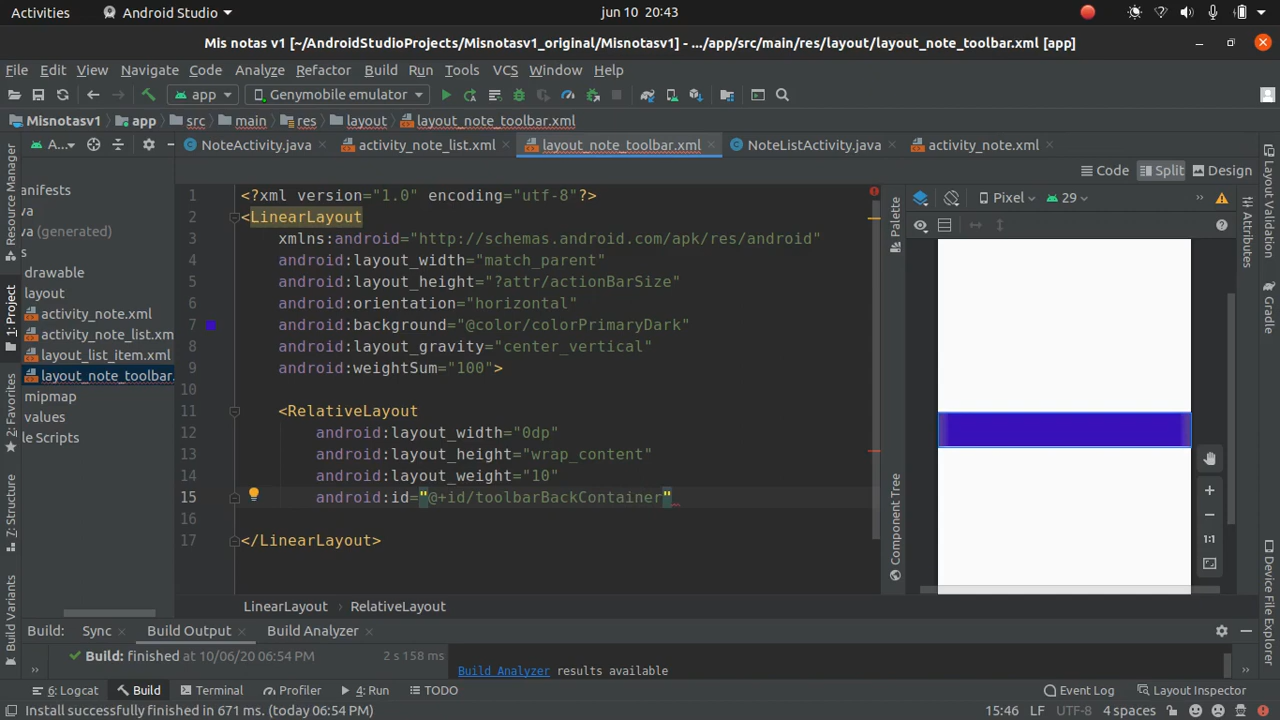 Activities
Android Studio
jun 10 20:43
Mis notas v1 [~/AndroidStudioProjects/Misnotasv1_original/Misnotasv1] - .../app/src/main/res/layout/layout_note_toolbar.xml [app]
File Edit View Navigate Code Analyze Refactor Build Run Tools VCS Window Help
app Genymobile emulator
Misnotasv1 app src main res layout layout_note_toolbar.xml
A... NoteActivity.java activity_note_list.xml layout_note_toolbar.xml NoteListActivity.java activity_note.xml
Code Split Design
Resource Manager
1: Project
2: Favorites
7: Structure
Build Variants
anifests
va
va (generated)
drawable
layout
activity_note.xml
activity_note_list.xm
layout_list_item.xml
layout_note_toolbar.
mipmap
values
le Scripts
1 <?xml version="1.0" encoding="utf-8"?>
2 <LinearLayout
3 xmlns:android="http://schemas.android.com/apk/res/android"
4 android:layout_width="match_parent"
5 android:layout_height="?attr/actionBarSize"
6 android:orientation="horizontal"
7 android:background="@color/colorPrimaryDark"
8 android:layout_gravity="center_vertical"
9 android:weightSum="100">
10
11 <RelativeLayout
12 android:layout_width="0dp"
13 android:layout_height="wrap_content"
14 android:layout_weight="10"
15 android:id="@+id/toolbarBackContainer"
16
17 </LinearLayout>
LinearLayout › RelativeLayout
Palette
Component Tree
Pixel 29 »
Attributes
1:1
Layout Validation
Gradle
Device File Explorer
Build: Sync Build Output Build Analyzer
Build: finished at 10/06/20 06:54 PM 2 s 158 ms
Build Analyzer results available
6: Logcat Build Terminal Profiler 4: Run TODO Event Log Layout Inspector
Install successfully finished in 671 ms. (today 06:54 PM) 15:46 LF UTF-8 4 spaces